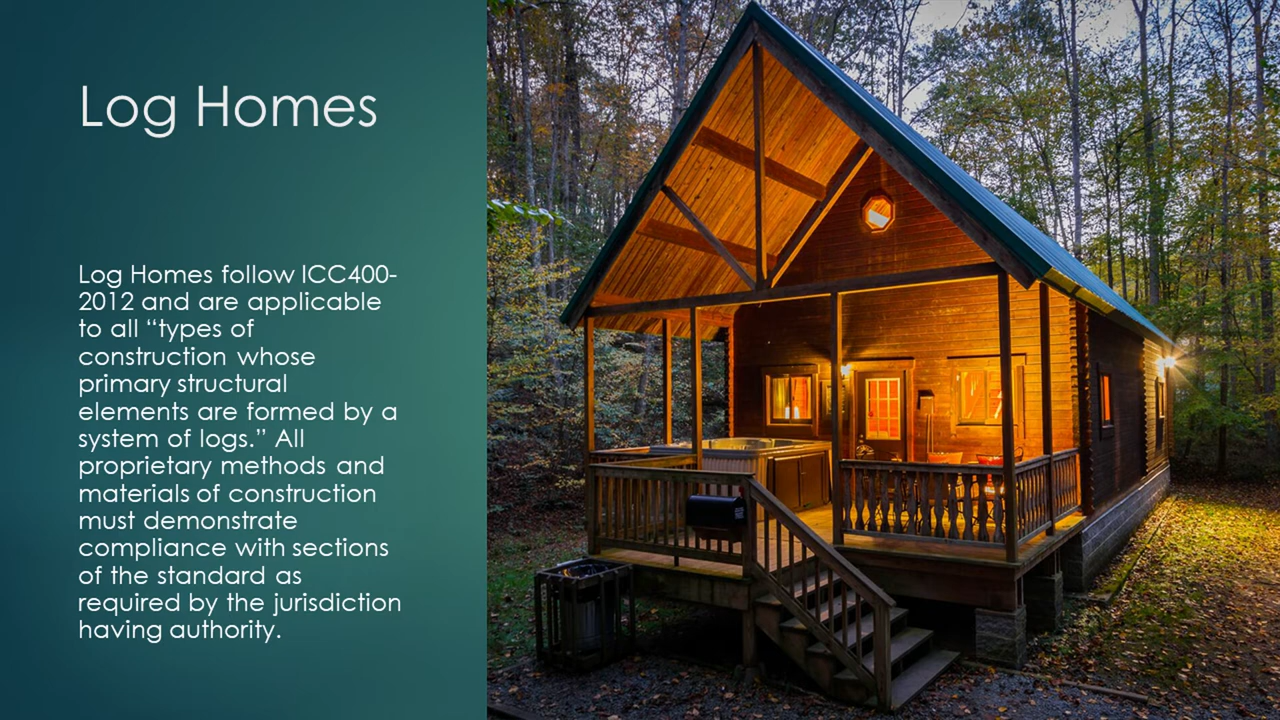 Log Homes
Log Homes follow ICC400-
2012 and are applicable
to all “types of
construction whose
primary structural
elements are formed by a
system of logs.” All
proprietary methods and
materials of construction
must demonstrate
compliance with sections
of the standard as
required by the jurisdiction
having authority.